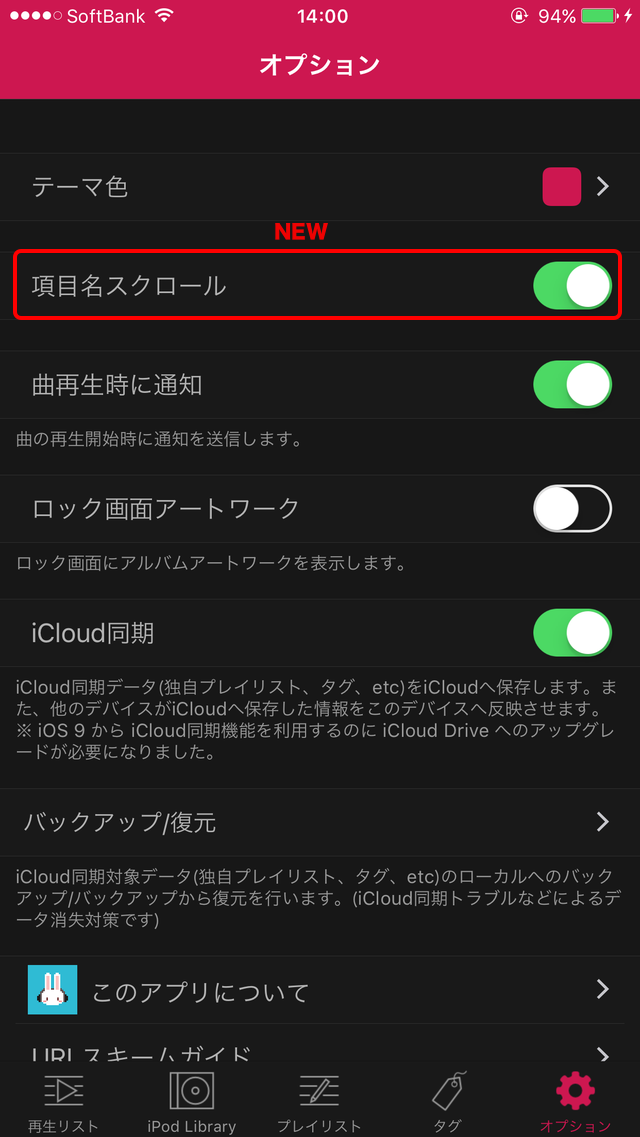 SoftBank 14:00 94%
オプション
テーマ色
NEW
項目名スクロール
曲再生時に通知
曲の再生開始時に通知を送信します。
ロック画面アートワーク
ロック画面にアルバムアートワークを表示します。
iCloud同期
iCloud同期データ(独自プレイリスト、タグ、etc)をiCloudへ保存します。ま
た、他のデバイスがiCloudへ保存した情報をこのデバイスへ反映させます。
※ iOS 9 から iCloud同期機能を利用するのに iCloud Drive へのアップグレ
ードが必要になりました。
バックアップ/復元
iCloud同期対象データ(独自プレイリスト、タグ、etc)のローカルへのバック
アップ/バックアップから復元を行います。(iCloud同期トラブルなどによるデ
ータ消失対策です)
このアプリについて
URLスキームガイド
再生リスト iPod Library プレイリスト タグ オプション